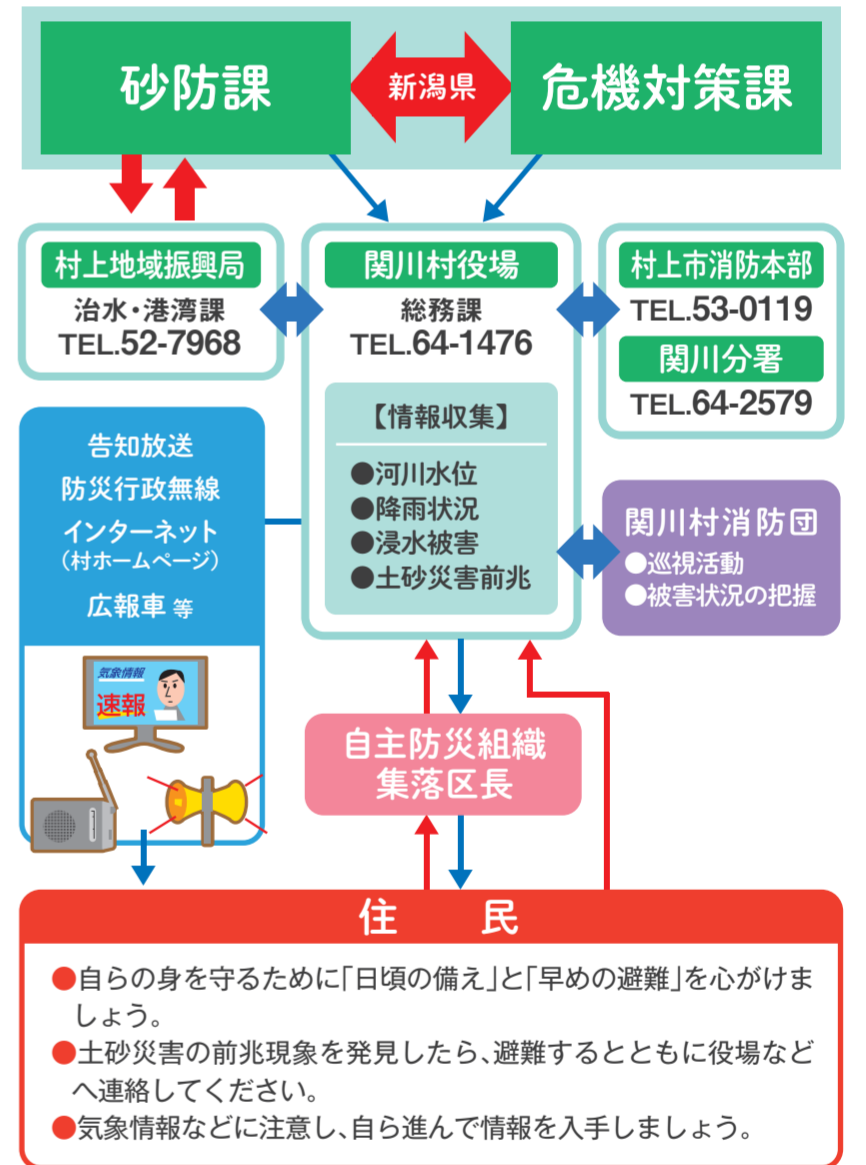 砂防課
新潟県
危機対策課
村上地域振興局
治水・港湾課
TEL.52-7968
関川村役場
総務課
TEL.64-1476
村上市消防本部
TEL.53-0119
関川分署
TEL.64-2579
【情報収集】
●河川水位
●降雨状況
●浸水被害
●土砂災害前兆
告知放送
防災行政無線
インターネット
（村ホームページ）
広報車 等
気象情報
速報
関川村消防団
●巡視活動
●被害状況の把握
自主防災組織
集落区長
住　民
●自らの身を守るために「日頃の備え」と「早めの避難」を心がけま
しょう。
●土砂災害の前兆現象を発見したら、避難するとともに役場など
へ連絡してください。
●気象情報などに注意し、自ら進んで情報を入手しましょう。